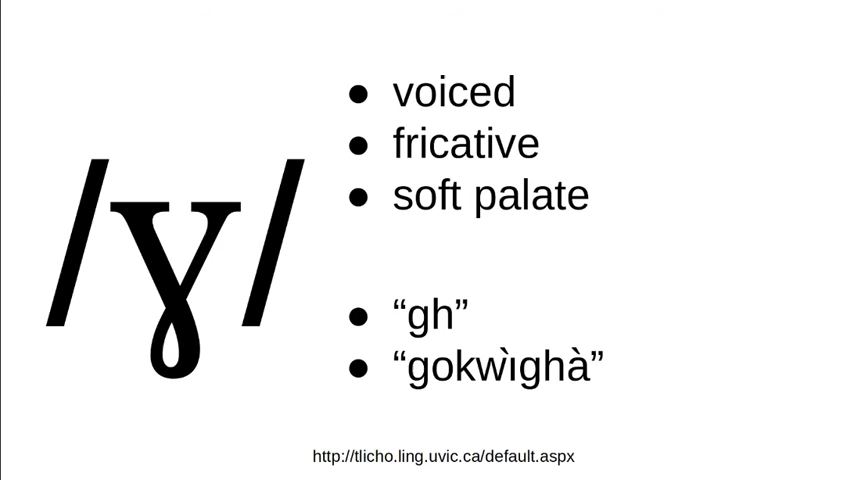 /ɣ/
● voiced
● fricative
● soft palate
● “gh”
● “gokwı̀ghà”
http://tlicho.ling.uvic.ca/default.aspx